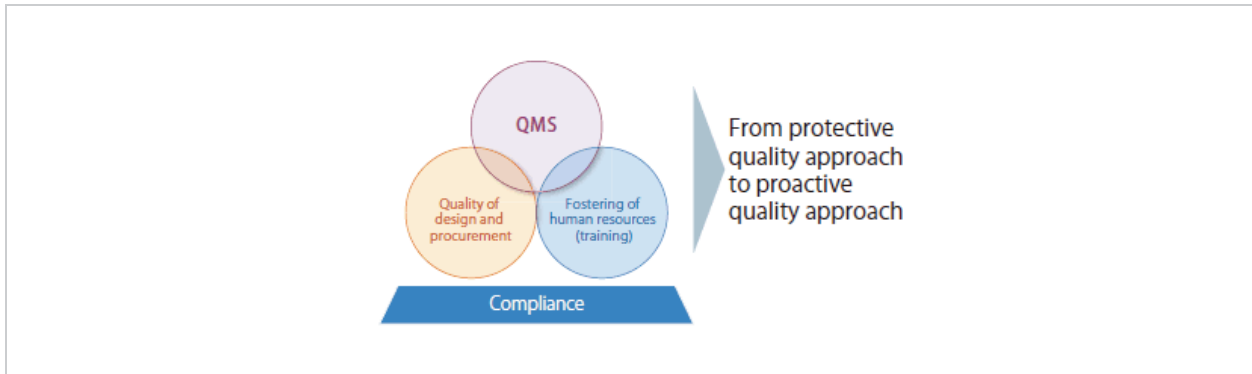 QMS
Quality of
design and
procurement
Fostering of
human resources
(training)
Compliance
From protective
quality approach
to proactive
quality approach